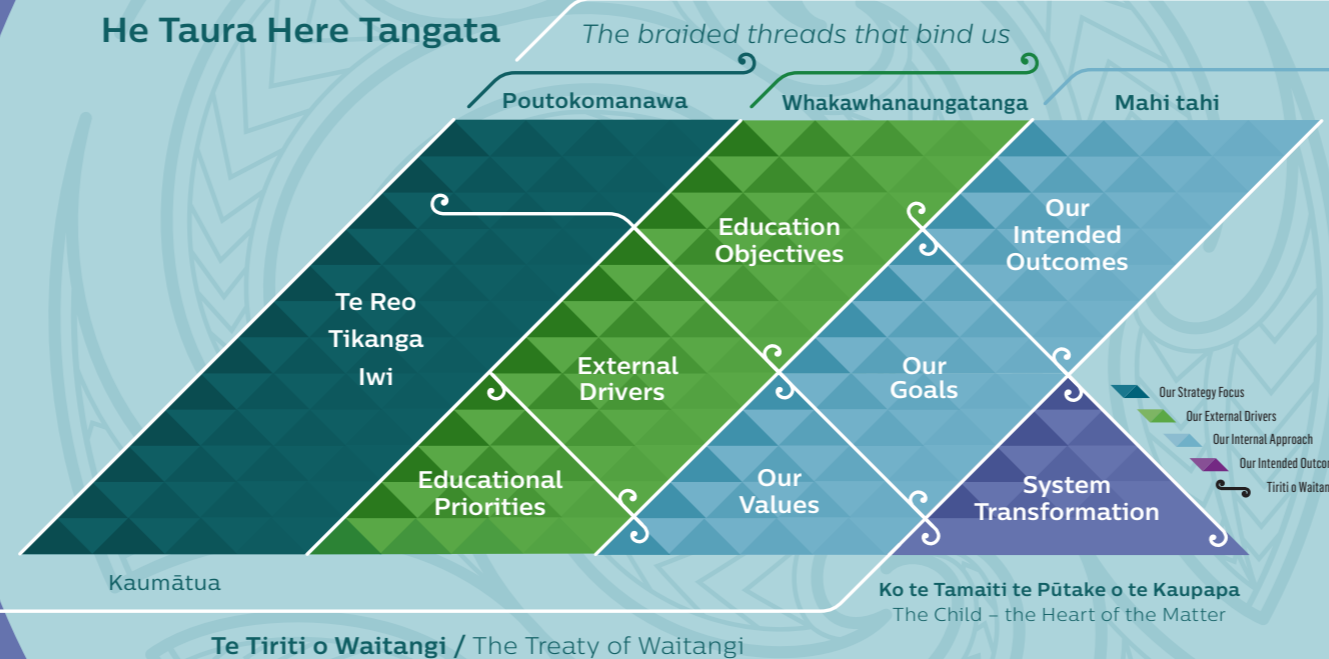 He Taura Here Tangata
The braided threads that bind us
Poutokomanawa
Whakawhanaungatanga
Mahi tahi
Te Reo
Tikanga
Iwi
Education
Objectives
Our
Intended
Outcomes
External
Drivers
Our
Goals
Educational
Priorities
Our
Values
System
Transformation
Our Strategy Focus
Our External Drivers
Our Internal Approach
Our Intended
Tiriti o
Kaumātua
Ko te Tamaiti te Pūtake o te Kaupapa
The Child – the Heart of the Matter
Te Tiriti o Waitangi / The Treaty of Waitangi